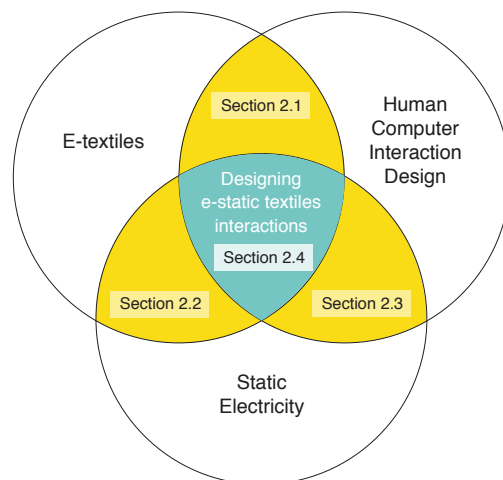 Section 2.1
E-textiles
Human
Computer
Interaction
Design
Designing
e-static textiles
interactions
Section 2.4
Section 2.2
Section 2.3
Static
Electricity